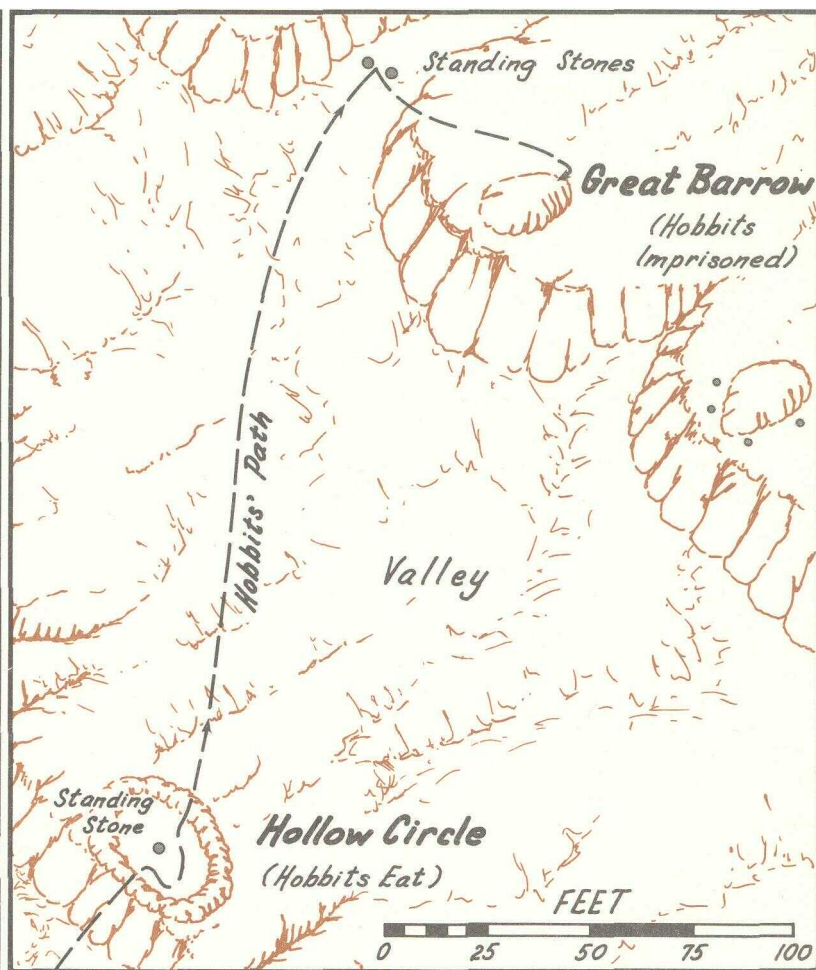 Standing Stones
Great Barrow
(Hobbits
Imprisoned)
Hobbits' Path
Valley
Standing
Stone
Hollow Circle
(Hobbits Eat)
FEET
0 25 50 75 100